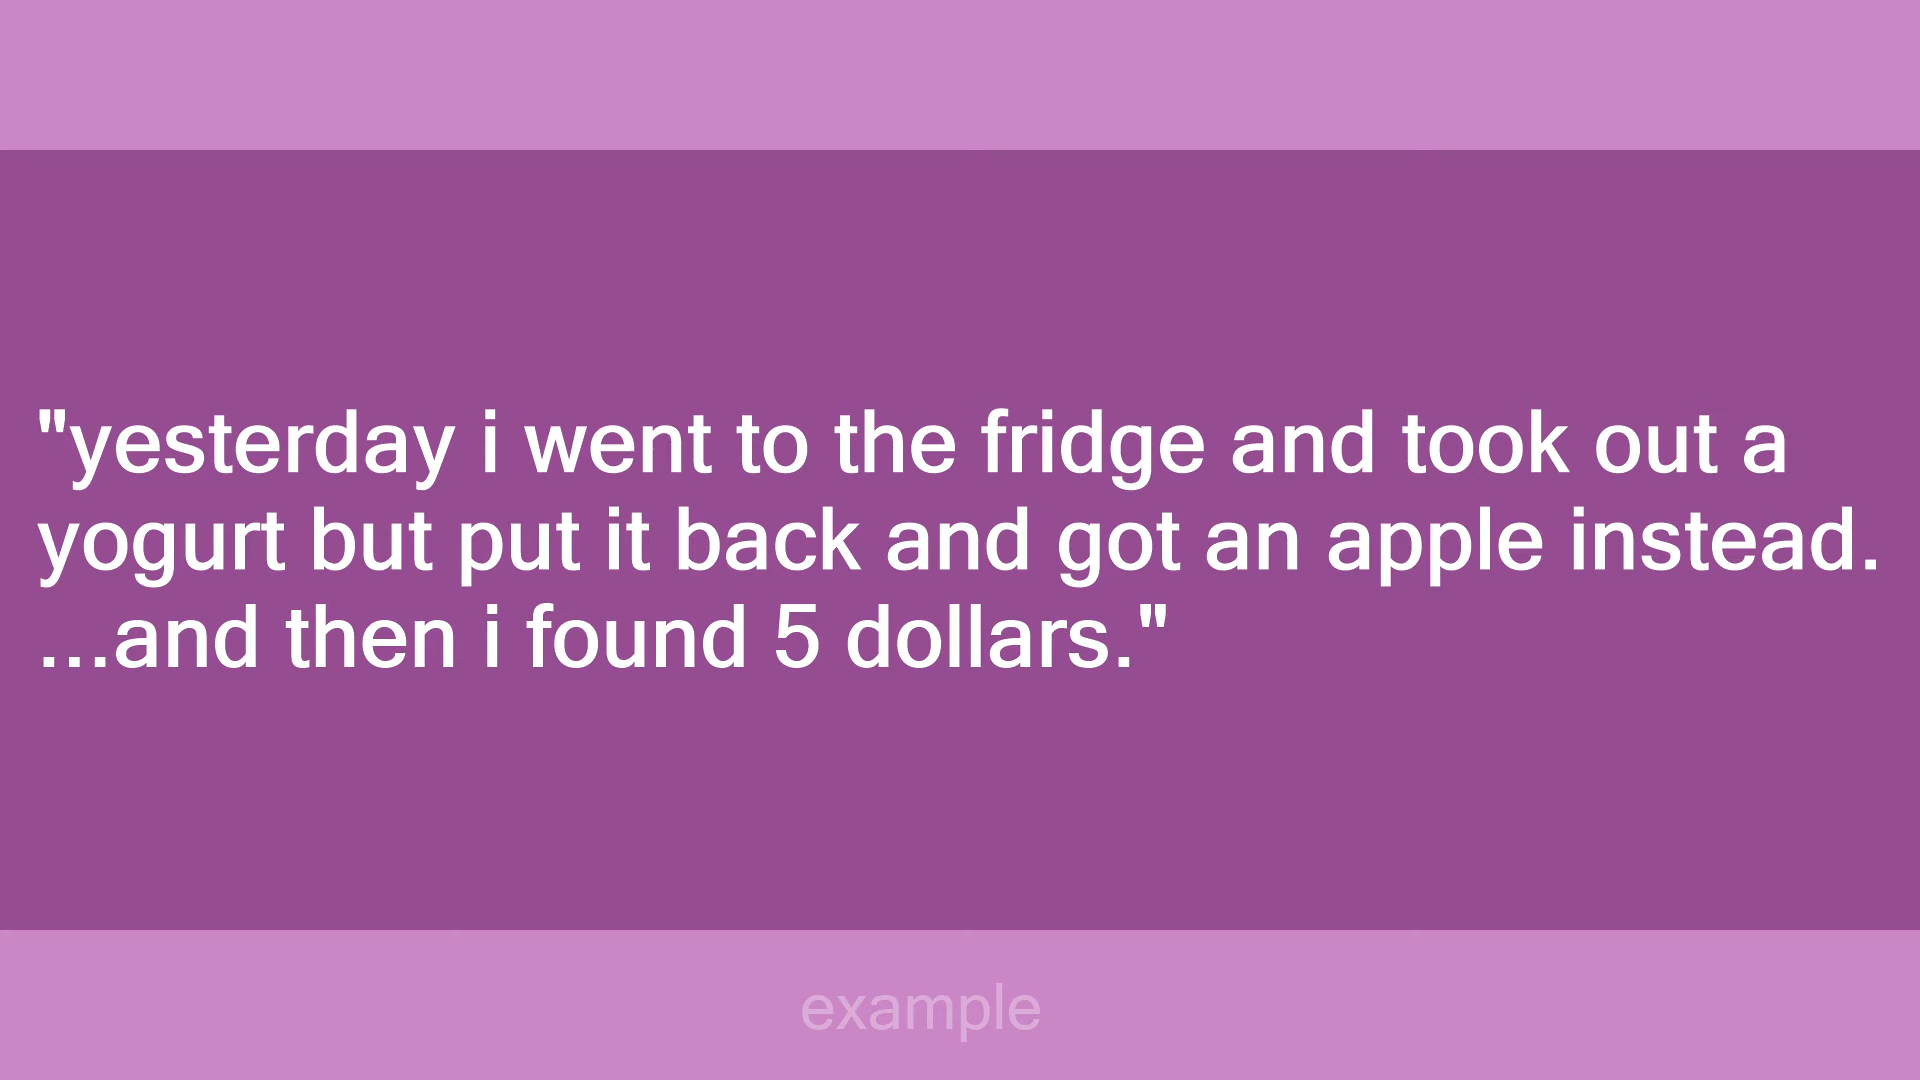 "yesterday i went to the fridge and took out a
yogurt but put it back and got an apple instead.
...and then i found 5 dollars."
example